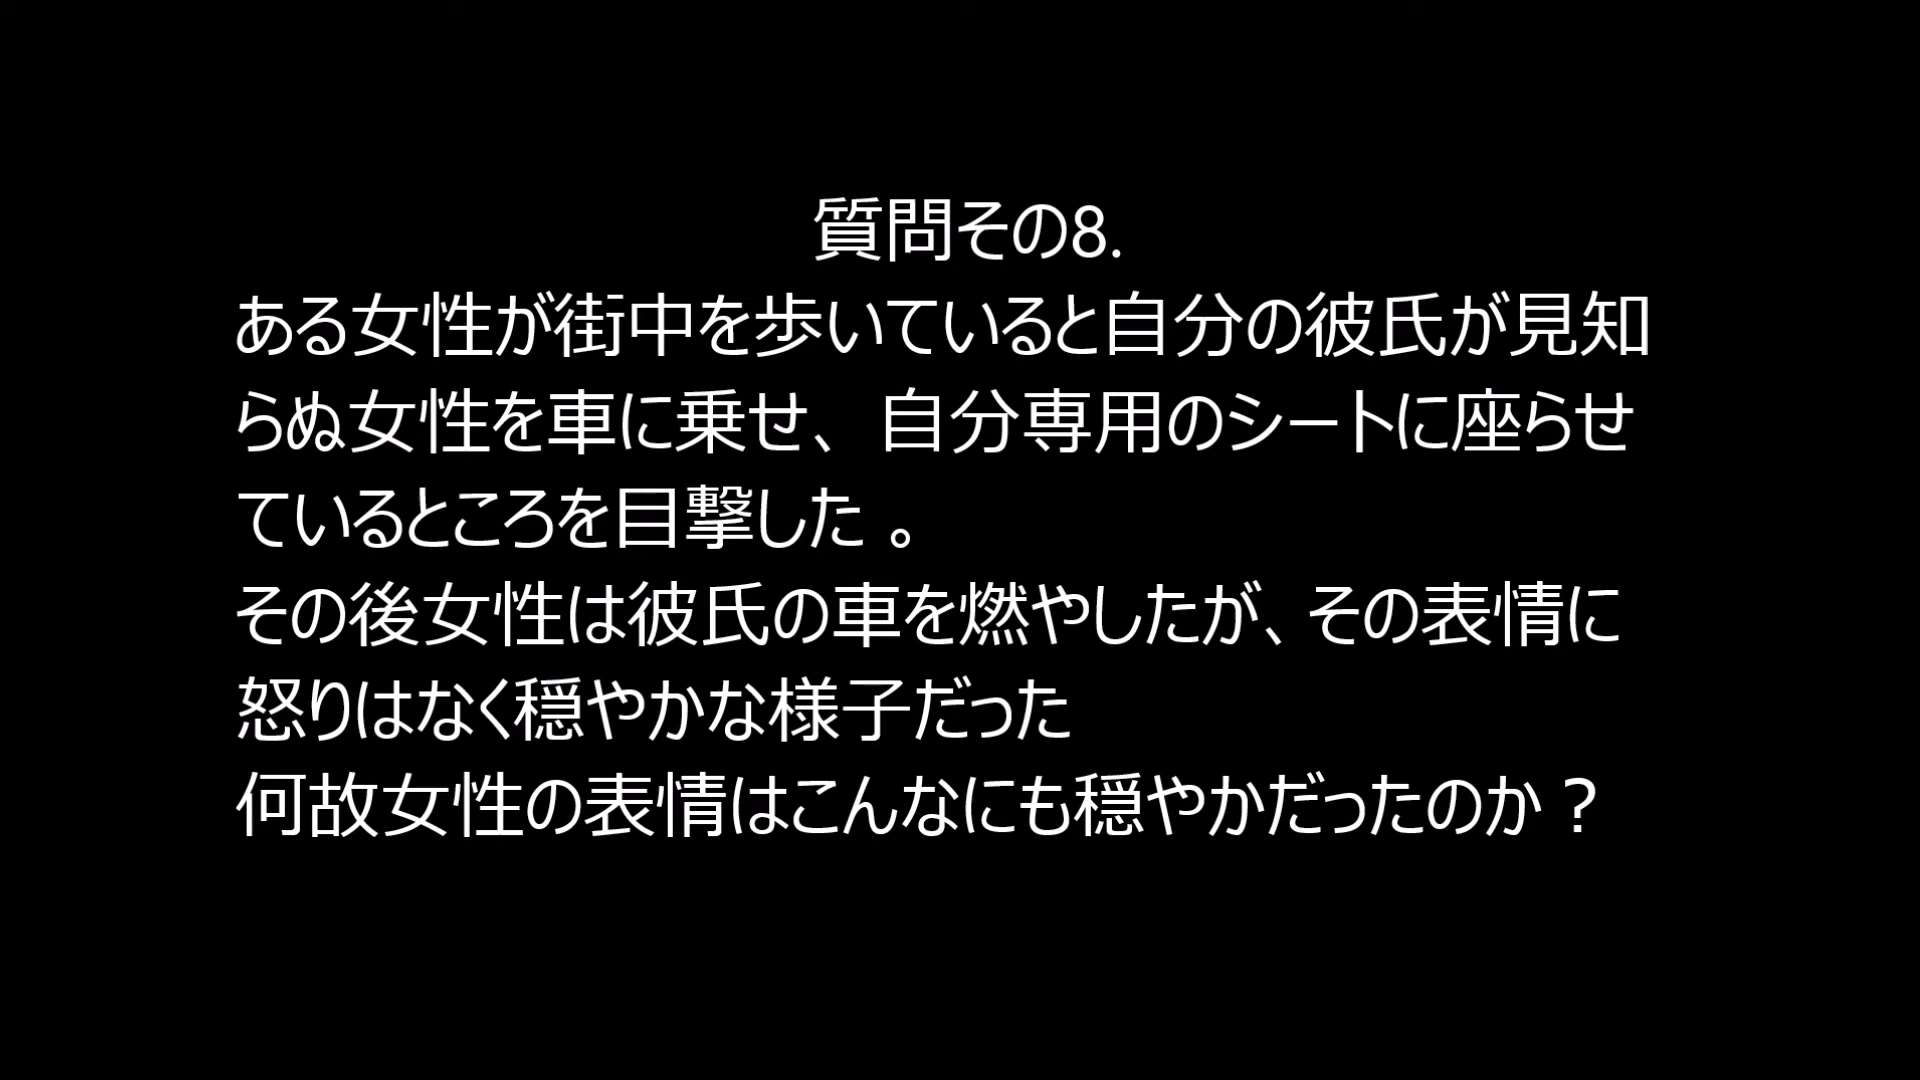 質問その8.
ある女性が街中を歩いていると自分の彼氏が見知
らぬ女性を車に乗せ、自分専用のシートに座らせ
ているところを目撃した。
その後女性は彼氏の車を燃やしたが、その表情に
怒りはなく穏やかな様子だった
何故女性の表情はこんなにも穏やかだったのか？